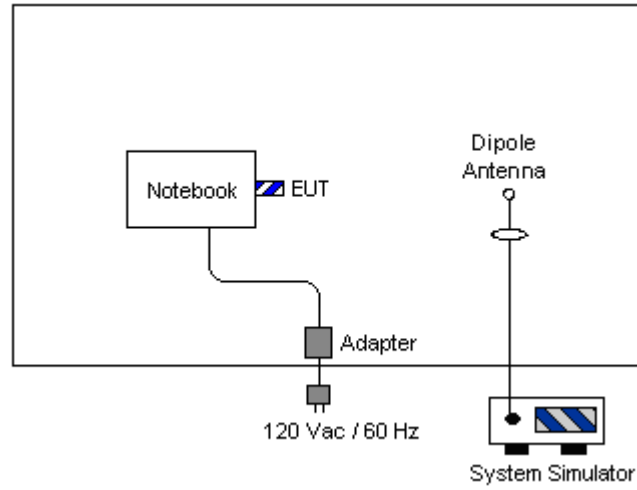 Dipole
Antenna
Notebook
EUT
Adapter
120 Vac / 60 Hz
System Simulator